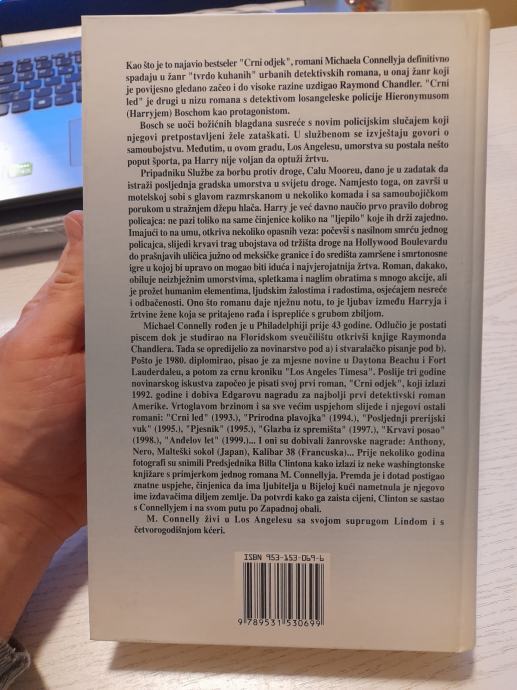 Kao što je to najavio bestseler "Crni odjek", romani Michaela Connellyja definitivno
spadaju u žanr "tvrdo kuhanih" urbanih detektivskih romana, u onaj žanr koji
je povijesno gledano začeo i do visoke razine uzdigao Raymond Chandler. "Crni
led" je drugi u nizu romana s detektivom losangeleske policije Hieronymusom
(Harryjem) Boschom kao protagonistom.
Bosch se uoči božićnih blagdana susreće s novim policijskim slučajem koji
njegovi pretpostavljeni žele zataškati. U službenom se izvještaju govori o
samoubojstvu. Međutim, u ovom gradu, Los Angelesu, umorstva su postala nešto
poput športa, pa Harry nije voljan da optuži žrtvu.
Pripadniku Službe za borbu protiv droge, Calu Mooreu, dano je u zadatak da
istraži posljednja gradska umorstva u svijetu droge. Namjesto toga, on završi u
motelskoj sobi s glavom razmrskanom u nekoliko komada i sa samoubojičkom
porukom u stražnjem džepu hlača. Harry je već davno naučio prvo pravilo dobrog
policajca: ne pazi toliko na same činjenice koliko na "ljepilo" koje ih drži zajedno.
Imajući to na umu, otkriva nekoliko opasnih veza: počevši s nasilnom smrću jednog
policajca, slijedi krvavi trag ubojstava od tržišta droge na Hollywood Boulevardu
do prašnjavih uličica južno od meksičke granice i do središta zamršene i smrtonosne
igre u kojoj bi upravo on mogao biti iduća i najvjerojatnija žrtva. Roman, dakako,
obiluje neizbježnim umorstvima, spletkama i naglim obratima s mnogo akcije, ali
je prožet humanim elementima, ljudskim žalostima i radostima, osjećajem nesreće
i odbačenosti. Ono što romanu daje nježnu notu, to je ljubav između Harryja i
žrtvine žene koja se pritajeno rađa i isprepliće s grubom zbiljom.
Michael Connelly rođen je u Philadelphiji prije 43 godine. Odlučio je postati
piscem dok je studirao na Floridskom sveučilištu otkrivši knjige Raymonda
Chandlera. Tada se opredijelio za novinarstvo pod a) i stvaralačko pisanje pod b).
Pošto je 1980. diplomirao, pisao je za mjesne novine u Daytona Beachu i Fort
Lauderdaleu, a potom za crnu kroniku "Los Angeles Timesa". Poslije tri godine
novinarskog iskustva započeo je pisati svoj prvi roman, "Crni odjek", koji izlazi
1992. godine i dobiva Edgarovu nagradu za najbolji prvi detektivski roman
Amerike. Vrtoglavom brzinom i sa sve većim uspjehom slijede i njegovi ostali
romani: "Crni led" (1993.), "Prirodna plavojka" (1994.), "Posljednji prerijski
vuk" (1995.), "Pjesnik" (1995.), "Glazba iz spremišta" (1997.), "Krvavi posao"
(1998.), "Anđelov let" (1999.)... I oni su dobivali žanrovske nagrade: Anthony,
Nero, Malteški sokol (Japan), Kalibar 38 (Francuska)... Prije nekoliko godina
fotografi su snimili Predsjednika Billa Clintona kako izlazi iz neke washingtonske
knjižare s primjerkom jednog romana M. Connellyja. Premda je i dotad postigao
znatne uspjehe, činjenica da ima ljubitelja u Bijeloj kući nametnula je njegovo
ime izdavačima diljem zemlje. Da potvrdi kako ga zaista cijeni, Clinton se sastao
s Connellyjem i na svom putu po Zapadnoj obali.
M. Connelly živi u Los Angelesu sa svojom suprugom Lindom i s
četverogodišnjom kćeri.
ISBN 953-153-069-6
9 789531 530699